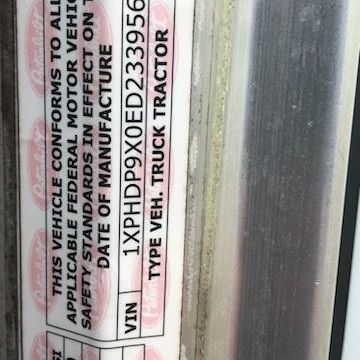 THIS VEHICLE CONFORMS TO ALL
APPLICABLE FEDERAL MOTOR VEHIC
SAFETY STANDARDS IN EFFECT ON T
DATE OF MANUFACTURE
VIN 1XPHDP9X0ED233956
TYPE VEH. TRUCK TRACTOR
Peterbilt